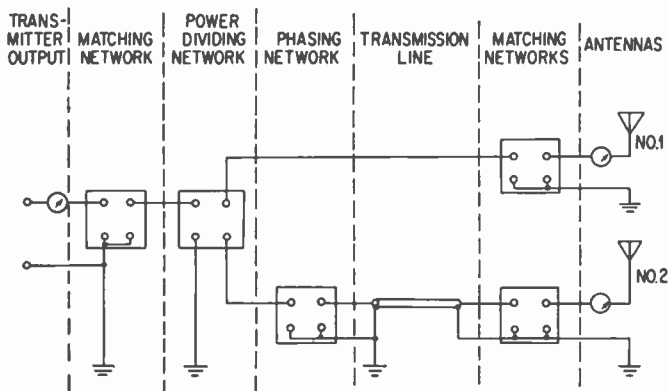 TRANS-
MITTER
OUTPUT
MATCHING
NETWORK
POWER
DIVIDING
NETWORK
PHASING
NETWORK
TRANSMISSION
LINE
MATCHING
NETWORKS
ANTENNAS
NO.1
NO.2